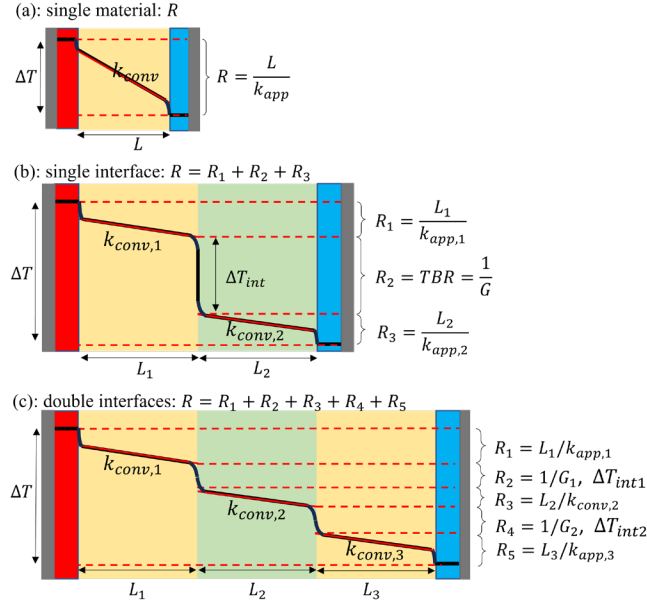 (a): single material: R
ΔT
k_conv
R = L/k_app
L
(b): single interface: R = R_1 + R_2 + R_3
ΔT
k_conv,1
ΔT_int
k_conv,2
R_1 = L_1/k_app,1
R_2 = TBR = 1/G
R_3 = L_2/k_app,2
L_1
L_2
(c): double interfaces: R = R_1 + R_2 + R_3 + R_4 + R_5
ΔT
k_conv,1
k_conv,2
k_conv,3
R_1 = L_1/k_app,1
R_2 = 1/G_1, ΔT_int1
R_3 = L_2/k_conv,2
R_4 = 1/G_2, ΔT_int2
R_5 = L_3/k_app,3
L_1
L_2
L_3